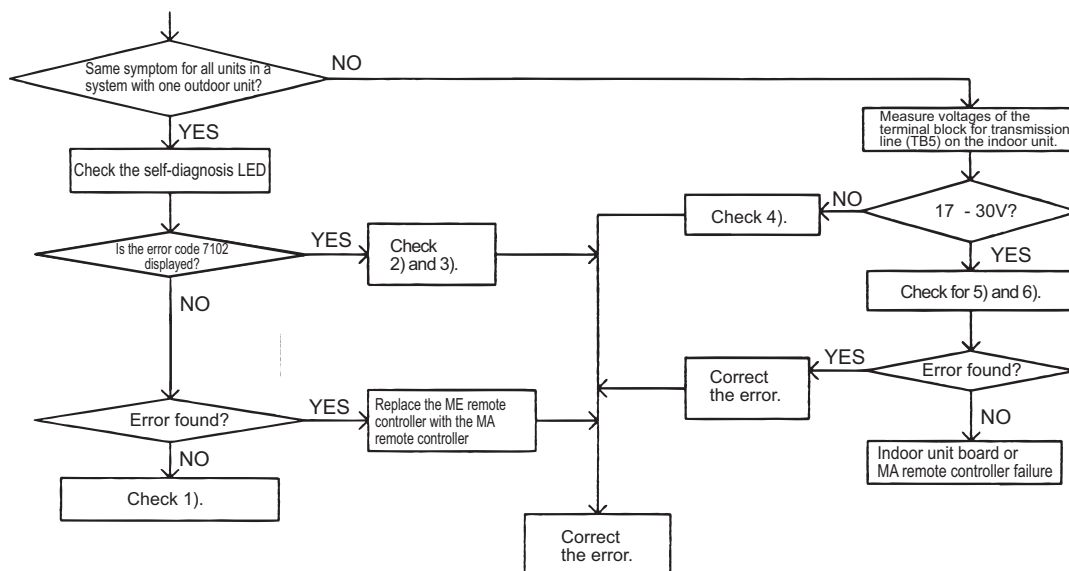 Same symptom for all units in a
system with one outdoor unit?
NO
YES
Measure voltages of the
terminal block for transmission
line (TB5) on the indoor unit.
Check the self-diagnosis LED
17 - 30V?
NO
Check 4).
YES
Is the error code 7102
displayed?
YES
Check
2) and 3).
NO
Check for 5) and 6).
Error found?
YES
Correct
the error.
NO
Indoor unit board or
MA remote controller failure
Error found?
YES
Replace the ME remote
controller with the MA
remote controller
NO
Check 1).
Correct
the error.